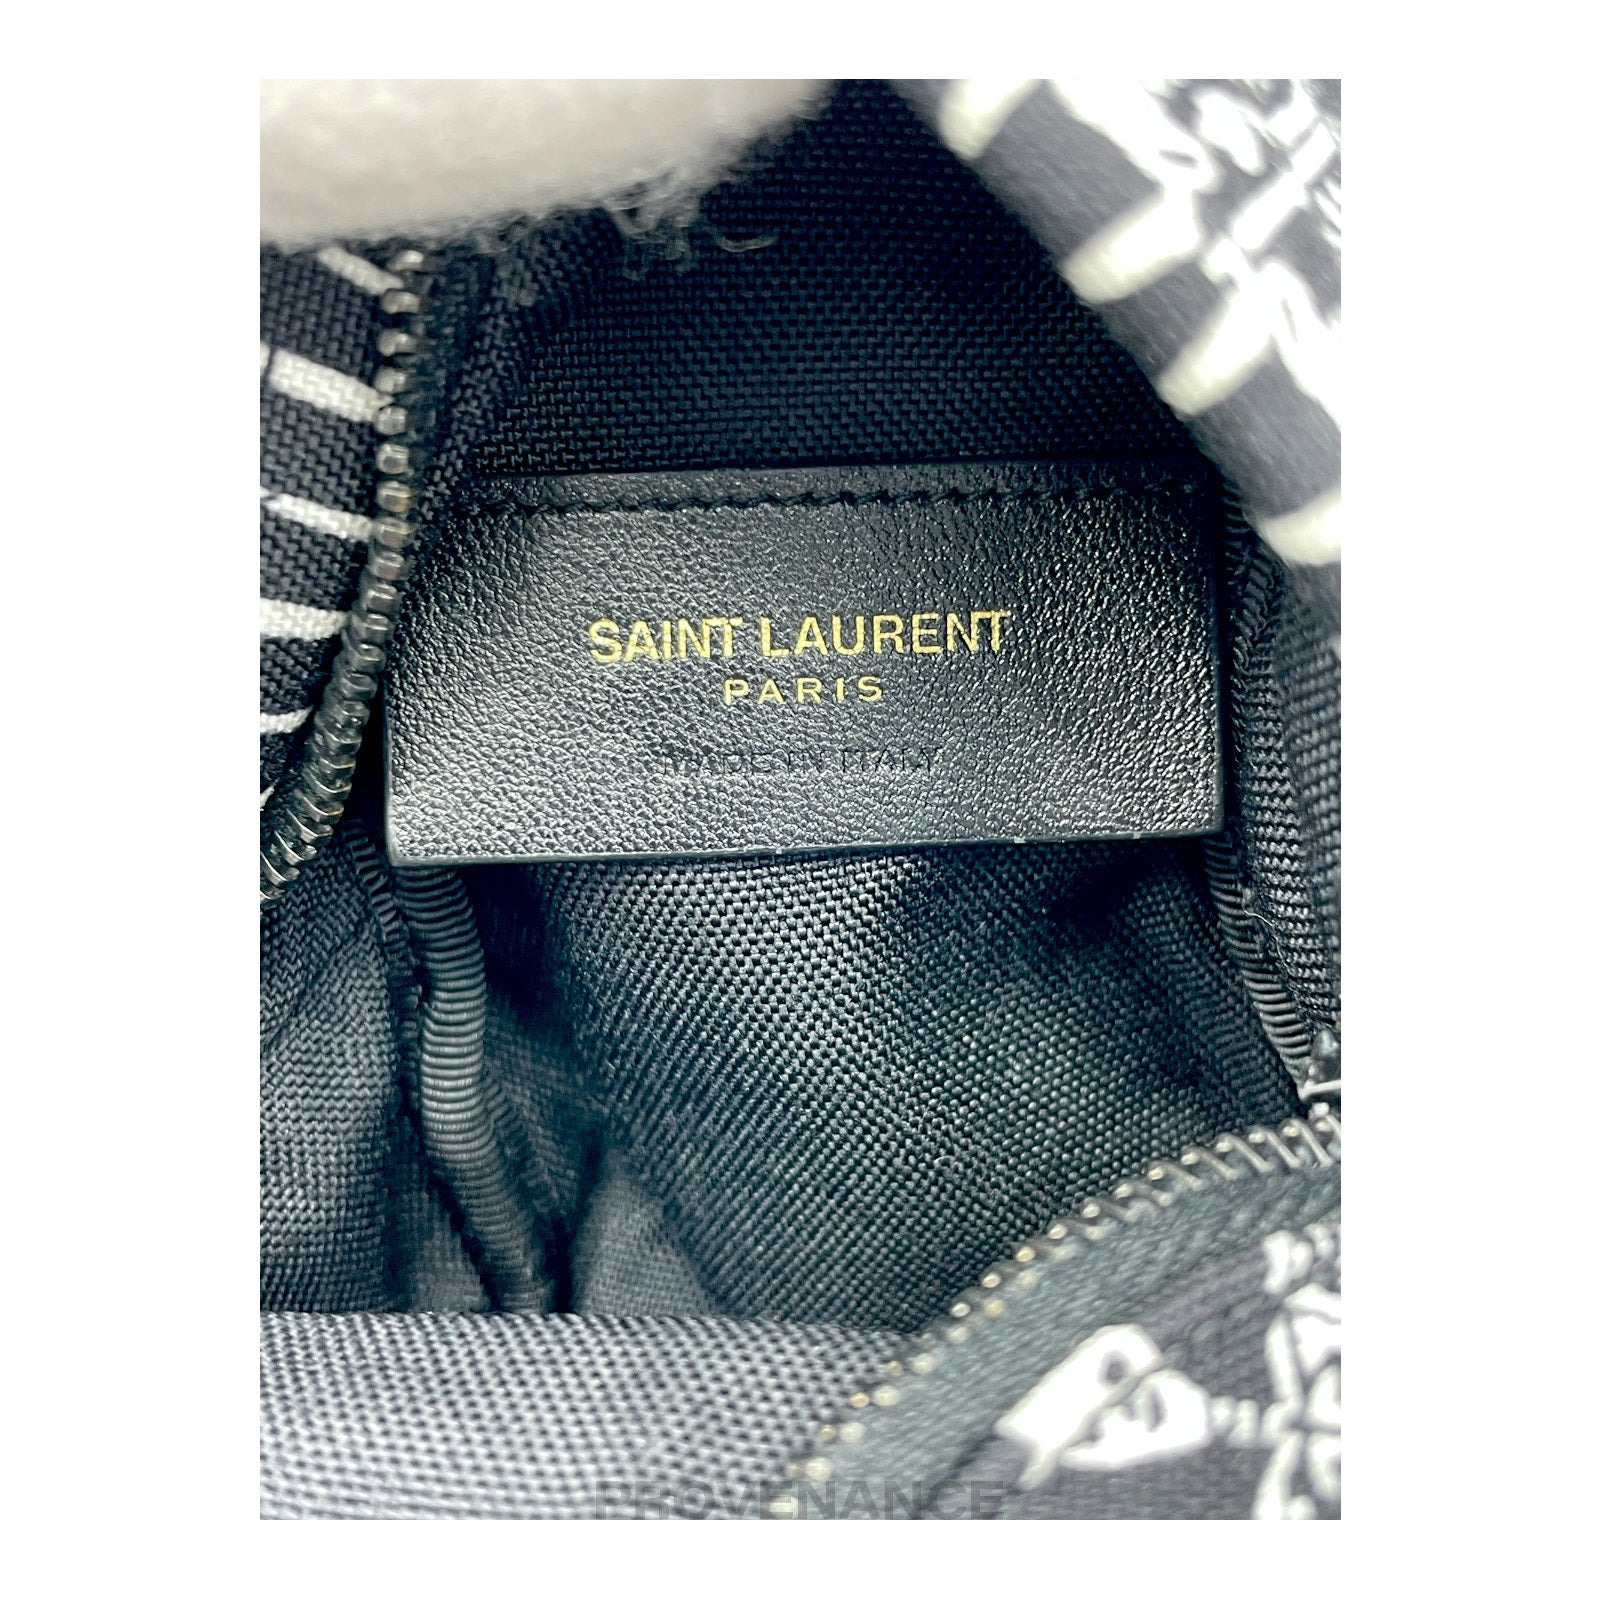 SAINT LAURENT
PARIS
MADE IN ITALY
PROVENANCE